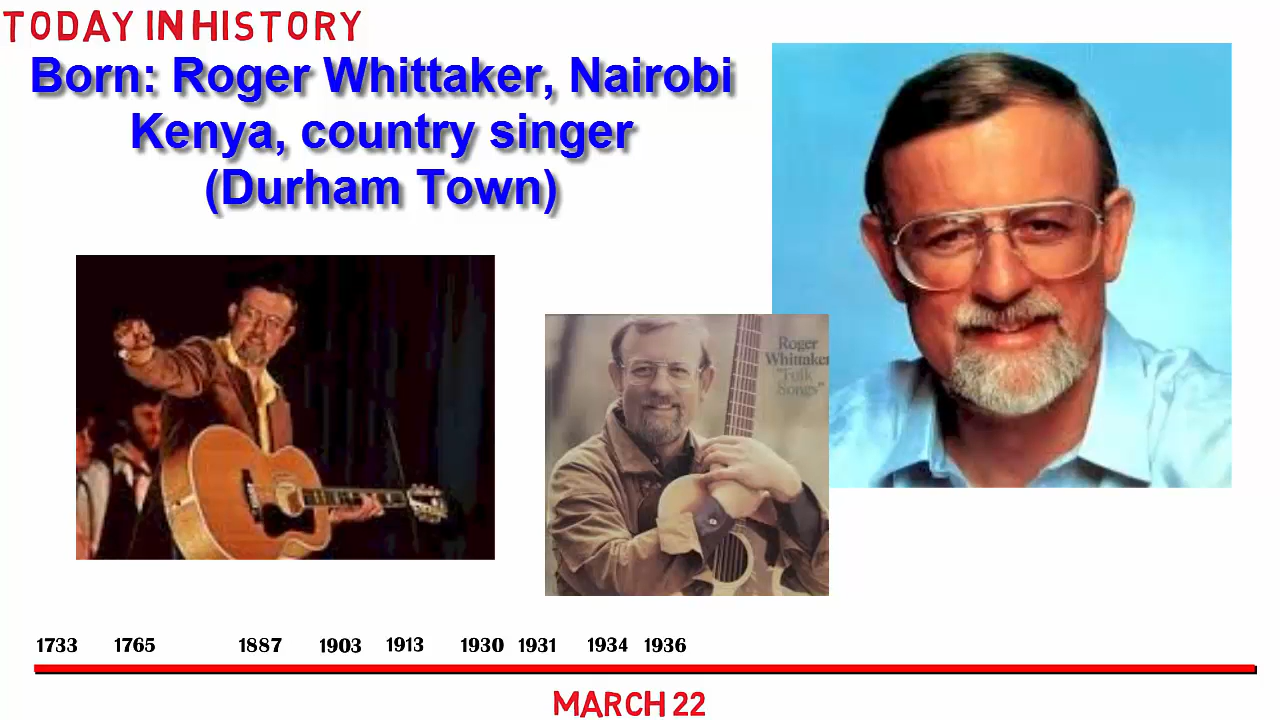 TODAY IN HISTORY
Born: Roger Whittaker, Nairobi
Kenya, country singer
(Durham Town)
Roger
Whittaker
"Folk
Songs"
1733 1765 1887 1903 1913 1930 1931 1934 1936
MARCH 22